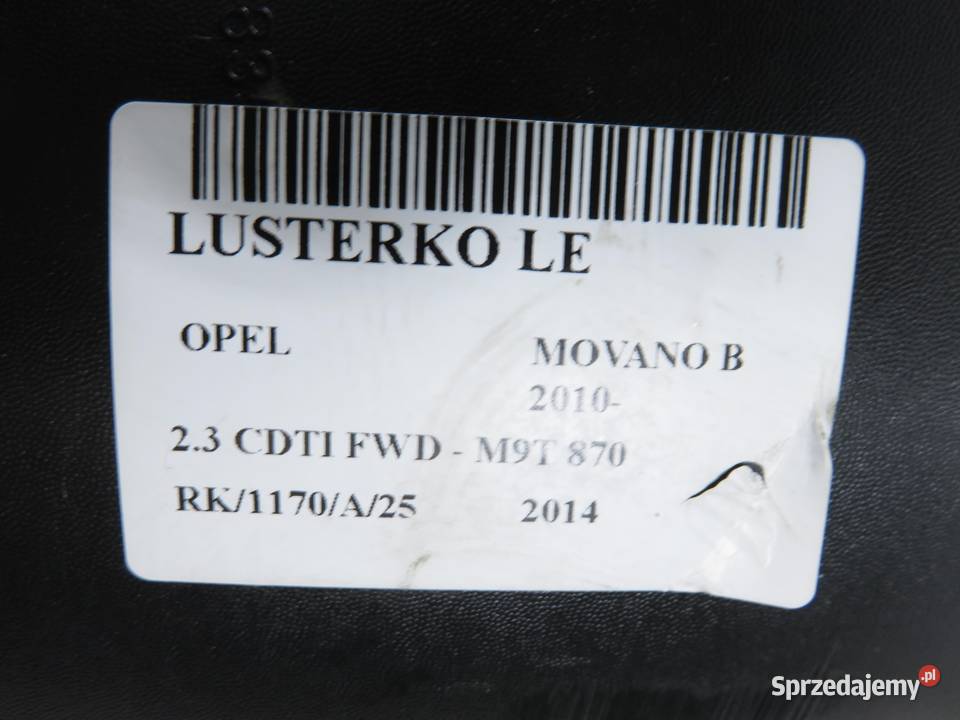 LUSTERKO LE
OPEL MOVANO B
2010-
2.3 CDTI FWD - M9T 870
RK/1170/A/25 2014
Sprzedajemy.pl